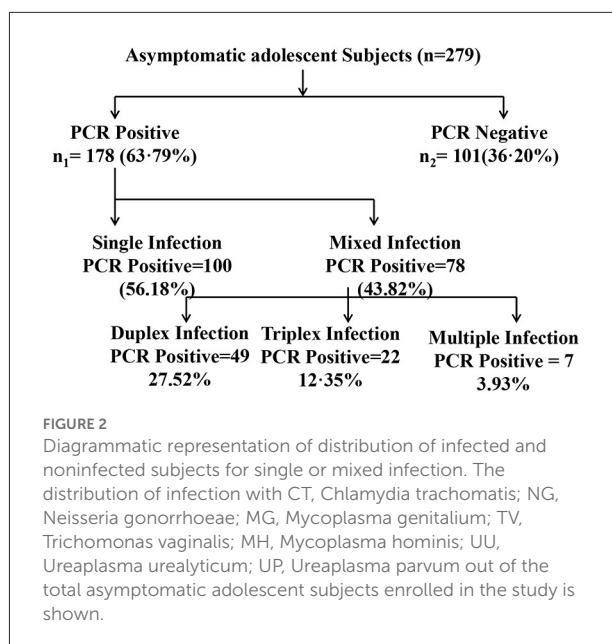 Asymptomatic adolescent Subjects (n=279)
PCR Positive
n₁= 178 (63·79%)
PCR Negative
n₂= 101(36·20%)
Single Infection
PCR Positive=100
(56.18%)
Mixed Infection
PCR Positive=78
(43.82%)
Duplex Infection
PCR Positive=49
27.52%
Triplex Infection
PCR Positive=22
12·35%
Multiple Infection
PCR Positive = 7
3.93%
FIGURE 2
Diagrammatic representation of distribution of infected and
noninfected subjects for single or mixed infection. The
distribution of infection with CT, Chlamydia trachomatis; NG,
Neisseria gonorrhoeae; MG, Mycoplasma genitalium; TV,
Trichomonas vaginalis; MH, Mycoplasma hominis; UU,
Ureaplasma urealyticum; UP, Ureaplasma parvum out of the
total asymptomatic adolescent subjects enrolled in the study is
shown.